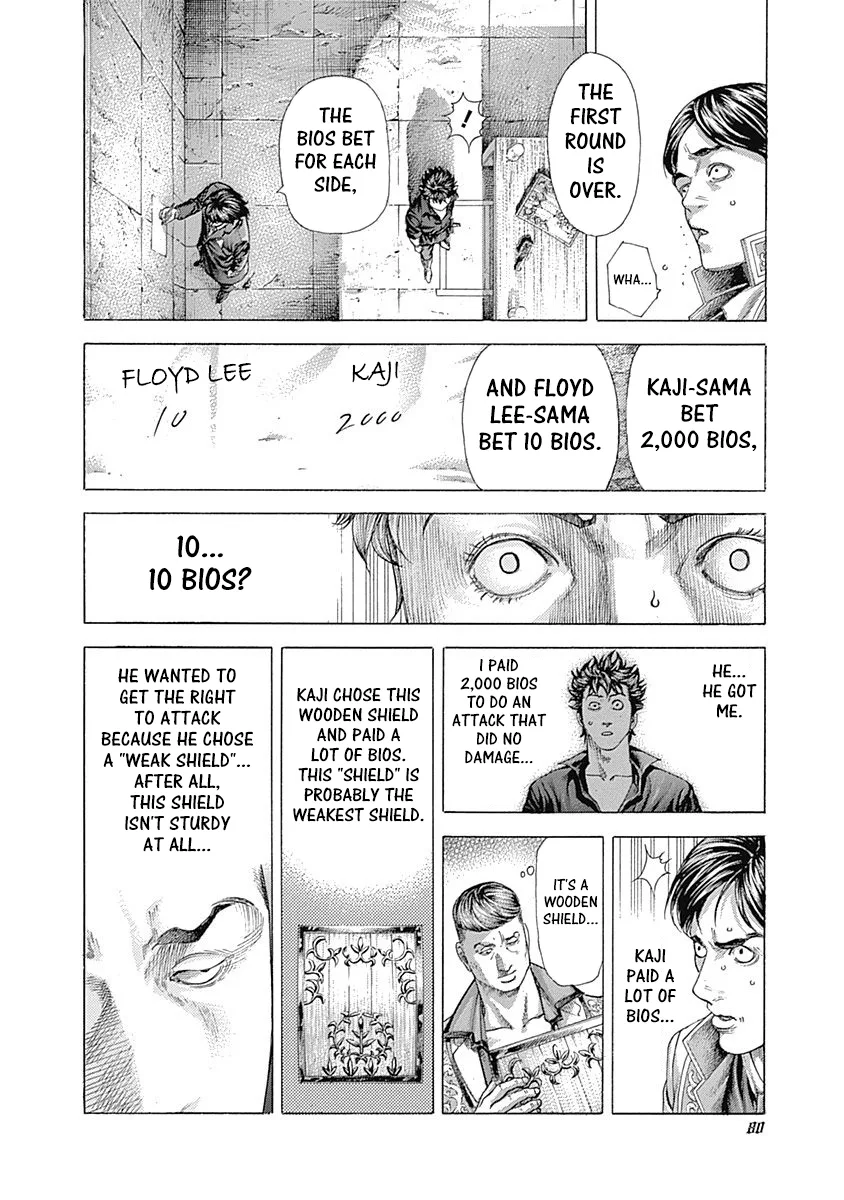 THE
FIRST
ROUND
IS
OVER.
WHA...
!
THE
BIOS BET
FOR EACH
SIDE,
KAJI-SAMA
BET
2,000 BIOS,
AND FLOYD
LEE-SAMA
BET 10 BIOS.
KAJI
2000
FLOYD LEE
10
10...
10 BIOS?
HE...
HE GOT
ME.
I PAID
2,000 BIOS
TO DO AN
ATTACK THAT
DID NO
DAMAGE...
KAJI
PAID A
LOT OF
BIOS...
IT'S A
WOODEN
SHIELD...
KAJI CHOSE THIS
WOODEN SHIELD
AND PAID A
LOT OF BIOS.
THIS "SHIELD" IS
PROBABLY THE
WEAKEST SHIELD.
HE WANTED TO
GET THE RIGHT
TO ATTACK
BECAUSE HE CHOSE
A "WEAK SHIELD"...
AFTER ALL,
THIS SHIELD
ISN'T STURDY
AT ALL...
80